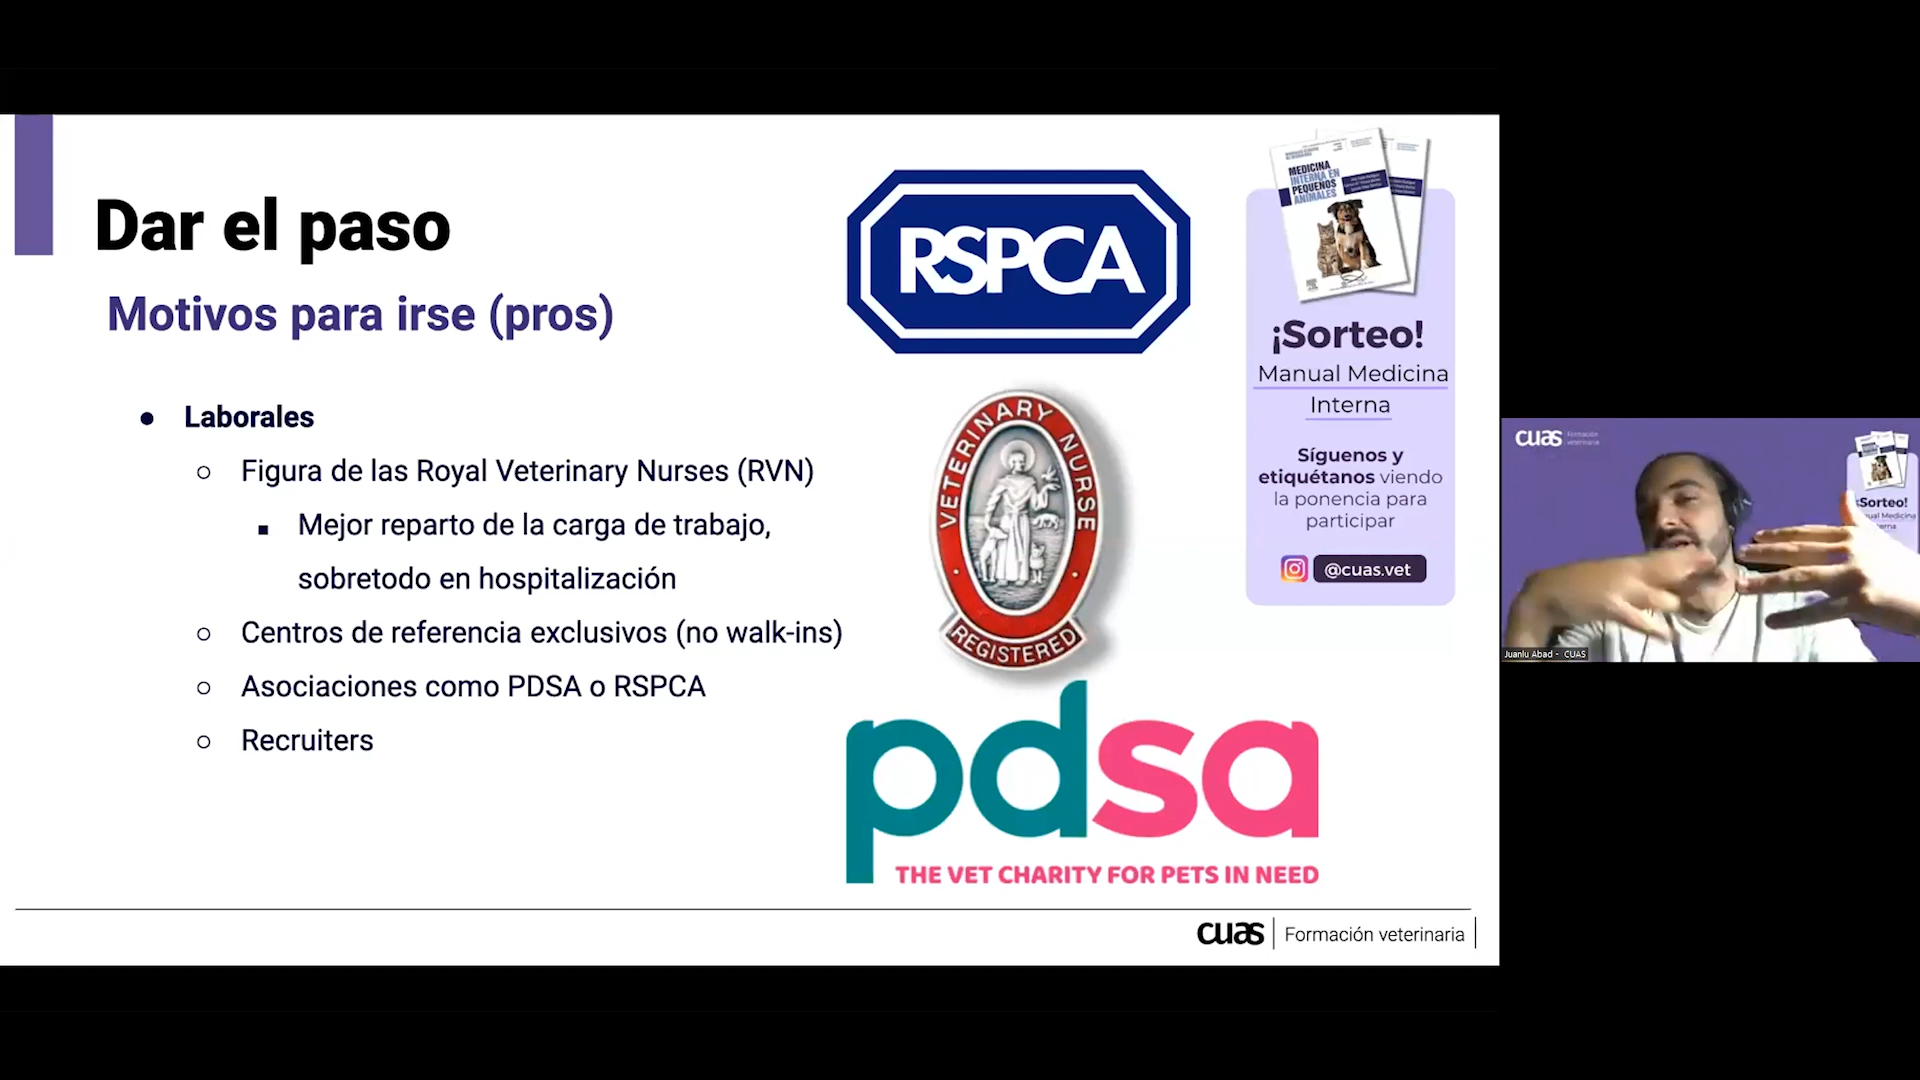 Dar el paso
Motivos para irse (pros)
● Laborales
○ Figura de las Royal Veterinary Nurses (RVN)
■ Mejor reparto de la carga de trabajo,
sobretodo en hospitalización
○ Centros de referencia exclusivos (no walk-ins)
○ Asociaciones como PDSA o RSPCA
○ Recruiters
RSPCA
VETERINARY NURSE
REGISTERED
pdsa
THE VET CHARITY FOR PETS IN NEED
MEDICINA
INTERNA EN
PEQUEÑOS
ANIMALES
¡Sorteo!
Manual Medicina
Interna
Síguenos y
etiquétanos viendo
la ponencia para
participar
@cuas.vet
cuas Formación veterinaria
cuas Formación
veterinaria
Sorteo!
Medicina
Juanlu Abad - CUAS